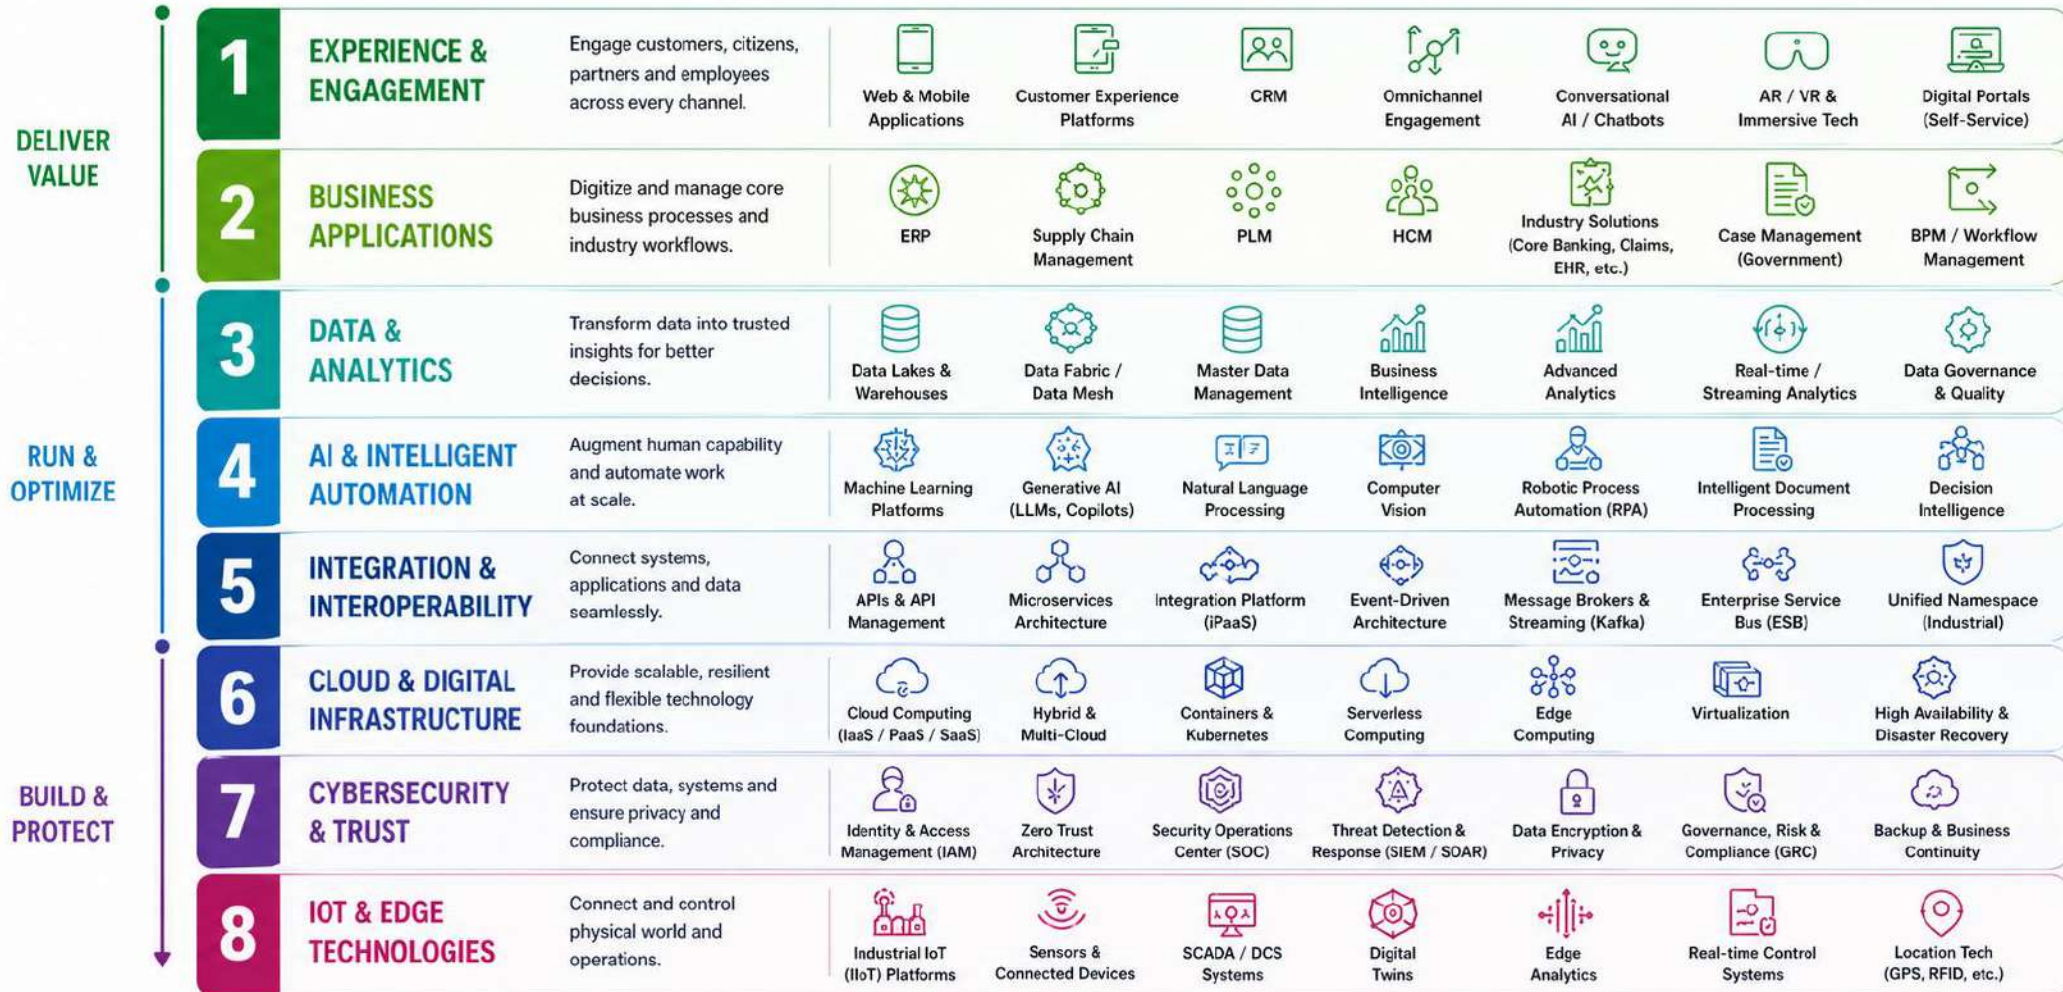 DELIVER
VALUE
1
EXPERIENCE &
ENGAGEMENT
Engage customers, citizens,
partners and employees
across every channel.
Web & Mobile
Applications
Customer Experience
Platforms
CRM
Omnichannel
Engagement
Conversational
AI / Chatbots
AR / VR &
Immersive Tech
Digital Portals
(Self-Service)
2
BUSINESS
APPLICATIONS
Digitize and manage core
business processes and
industry workflows.
ERP
Supply Chain
Management
PLM
HCM
Industry Solutions
(Core Banking, Claims,
EHR, etc.)
Case Management
(Government)
BPM / Workflow
Management
RUN &
OPTIMIZE
3
DATA &
ANALYTICS
Transform data into trusted
insights for better
decisions.
Data Lakes &
Warehouses
Data Fabric /
Data Mesh
Master Data
Management
Business
Intelligence
Advanced
Analytics
Real-time /
Streaming Analytics
Data Governance
& Quality
4
AI & INTELLIGENT
AUTOMATION
Augment human capability
and automate work
at scale.
Machine Learning
Platforms
Generative AI
(LLMs, Copilots)
Natural Language
Processing
Computer
Vision
Robotic Process
Automation (RPA)
Intelligent Document
Processing
Decision
Intelligence
5
INTEGRATION &
INTEROPERABILITY
Connect systems,
applications and data
seamlessly.
APIs & API
Management
Microservices
Architecture
Integration Platform
(iPaaS)
Event-Driven
Architecture
Message Brokers &
Streaming (Kafka)
Enterprise Service
Bus (ESB)
Unified Namespace
(Industrial)
BUILD &
PROTECT
6
CLOUD & DIGITAL
INFRASTRUCTURE
Provide scalable, resilient
and flexible technology
foundations.
Cloud Computing
(IaaS / PaaS / SaaS)
Hybrid &
Multi-Cloud
Containers &
Kubernetes
Serverless
Computing
Edge
Computing
Virtualization
High Availability &
Disaster Recovery
7
CYBERSECURITY
& TRUST
Protect data, systems and
ensure privacy and
compliance.
Identity & Access
Management (IAM)
Zero Trust
Architecture
Security Operations
Center (SOC)
Threat Detection &
Response (SIEM / SOAR)
Data Encryption &
Privacy
Governance, Risk &
Compliance (GRC)
Backup & Business
Continuity
8
IOT & EDGE
TECHNOLOGIES
Connect and control
physical world and
operations.
Industrial IoT
(IIoT) Platforms
Sensors &
Connected Devices
SCADA / DCS
Systems
Digital
Twins
Edge
Analytics
Real-time Control
Systems
Location Tech
(GPS, RFID, etc.)